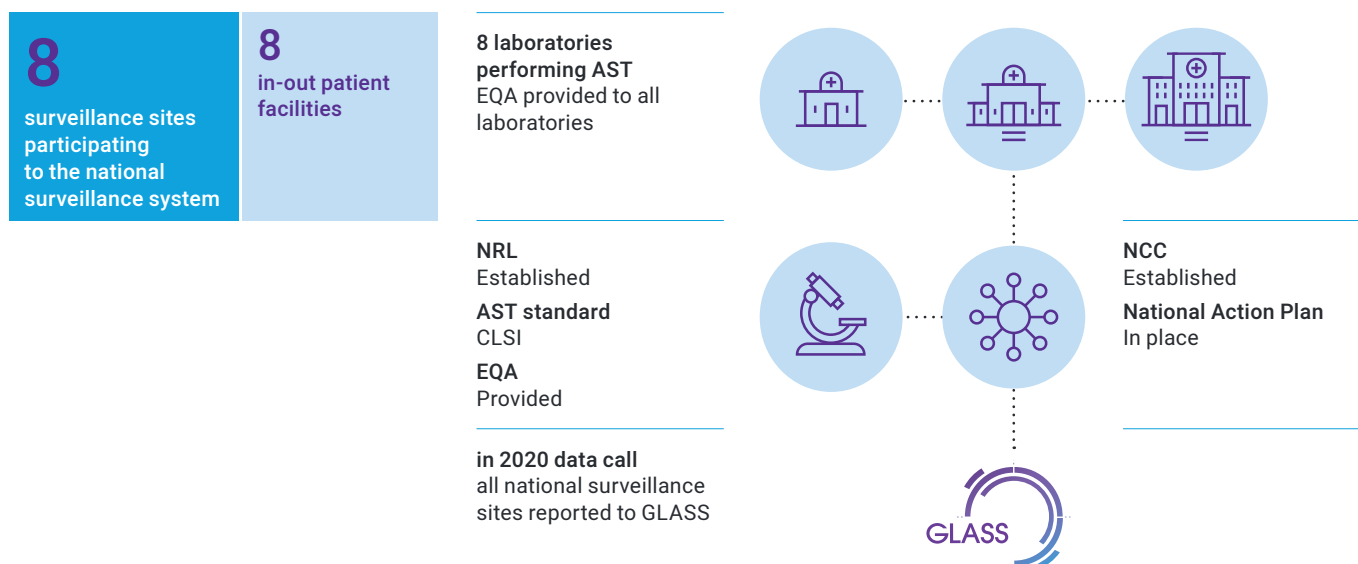 8
surveillance sites
participating
to the national
surveillance system
8
in-out patient
facilities
8 laboratories
performing AST
EQA provided to all
laboratories
NRL
Established
AST standard
CLSI
EQA
Provided
NCC
Established
National Action Plan
In place
in 2020 data call
all national surveillance
sites reported to GLASS
GLASS